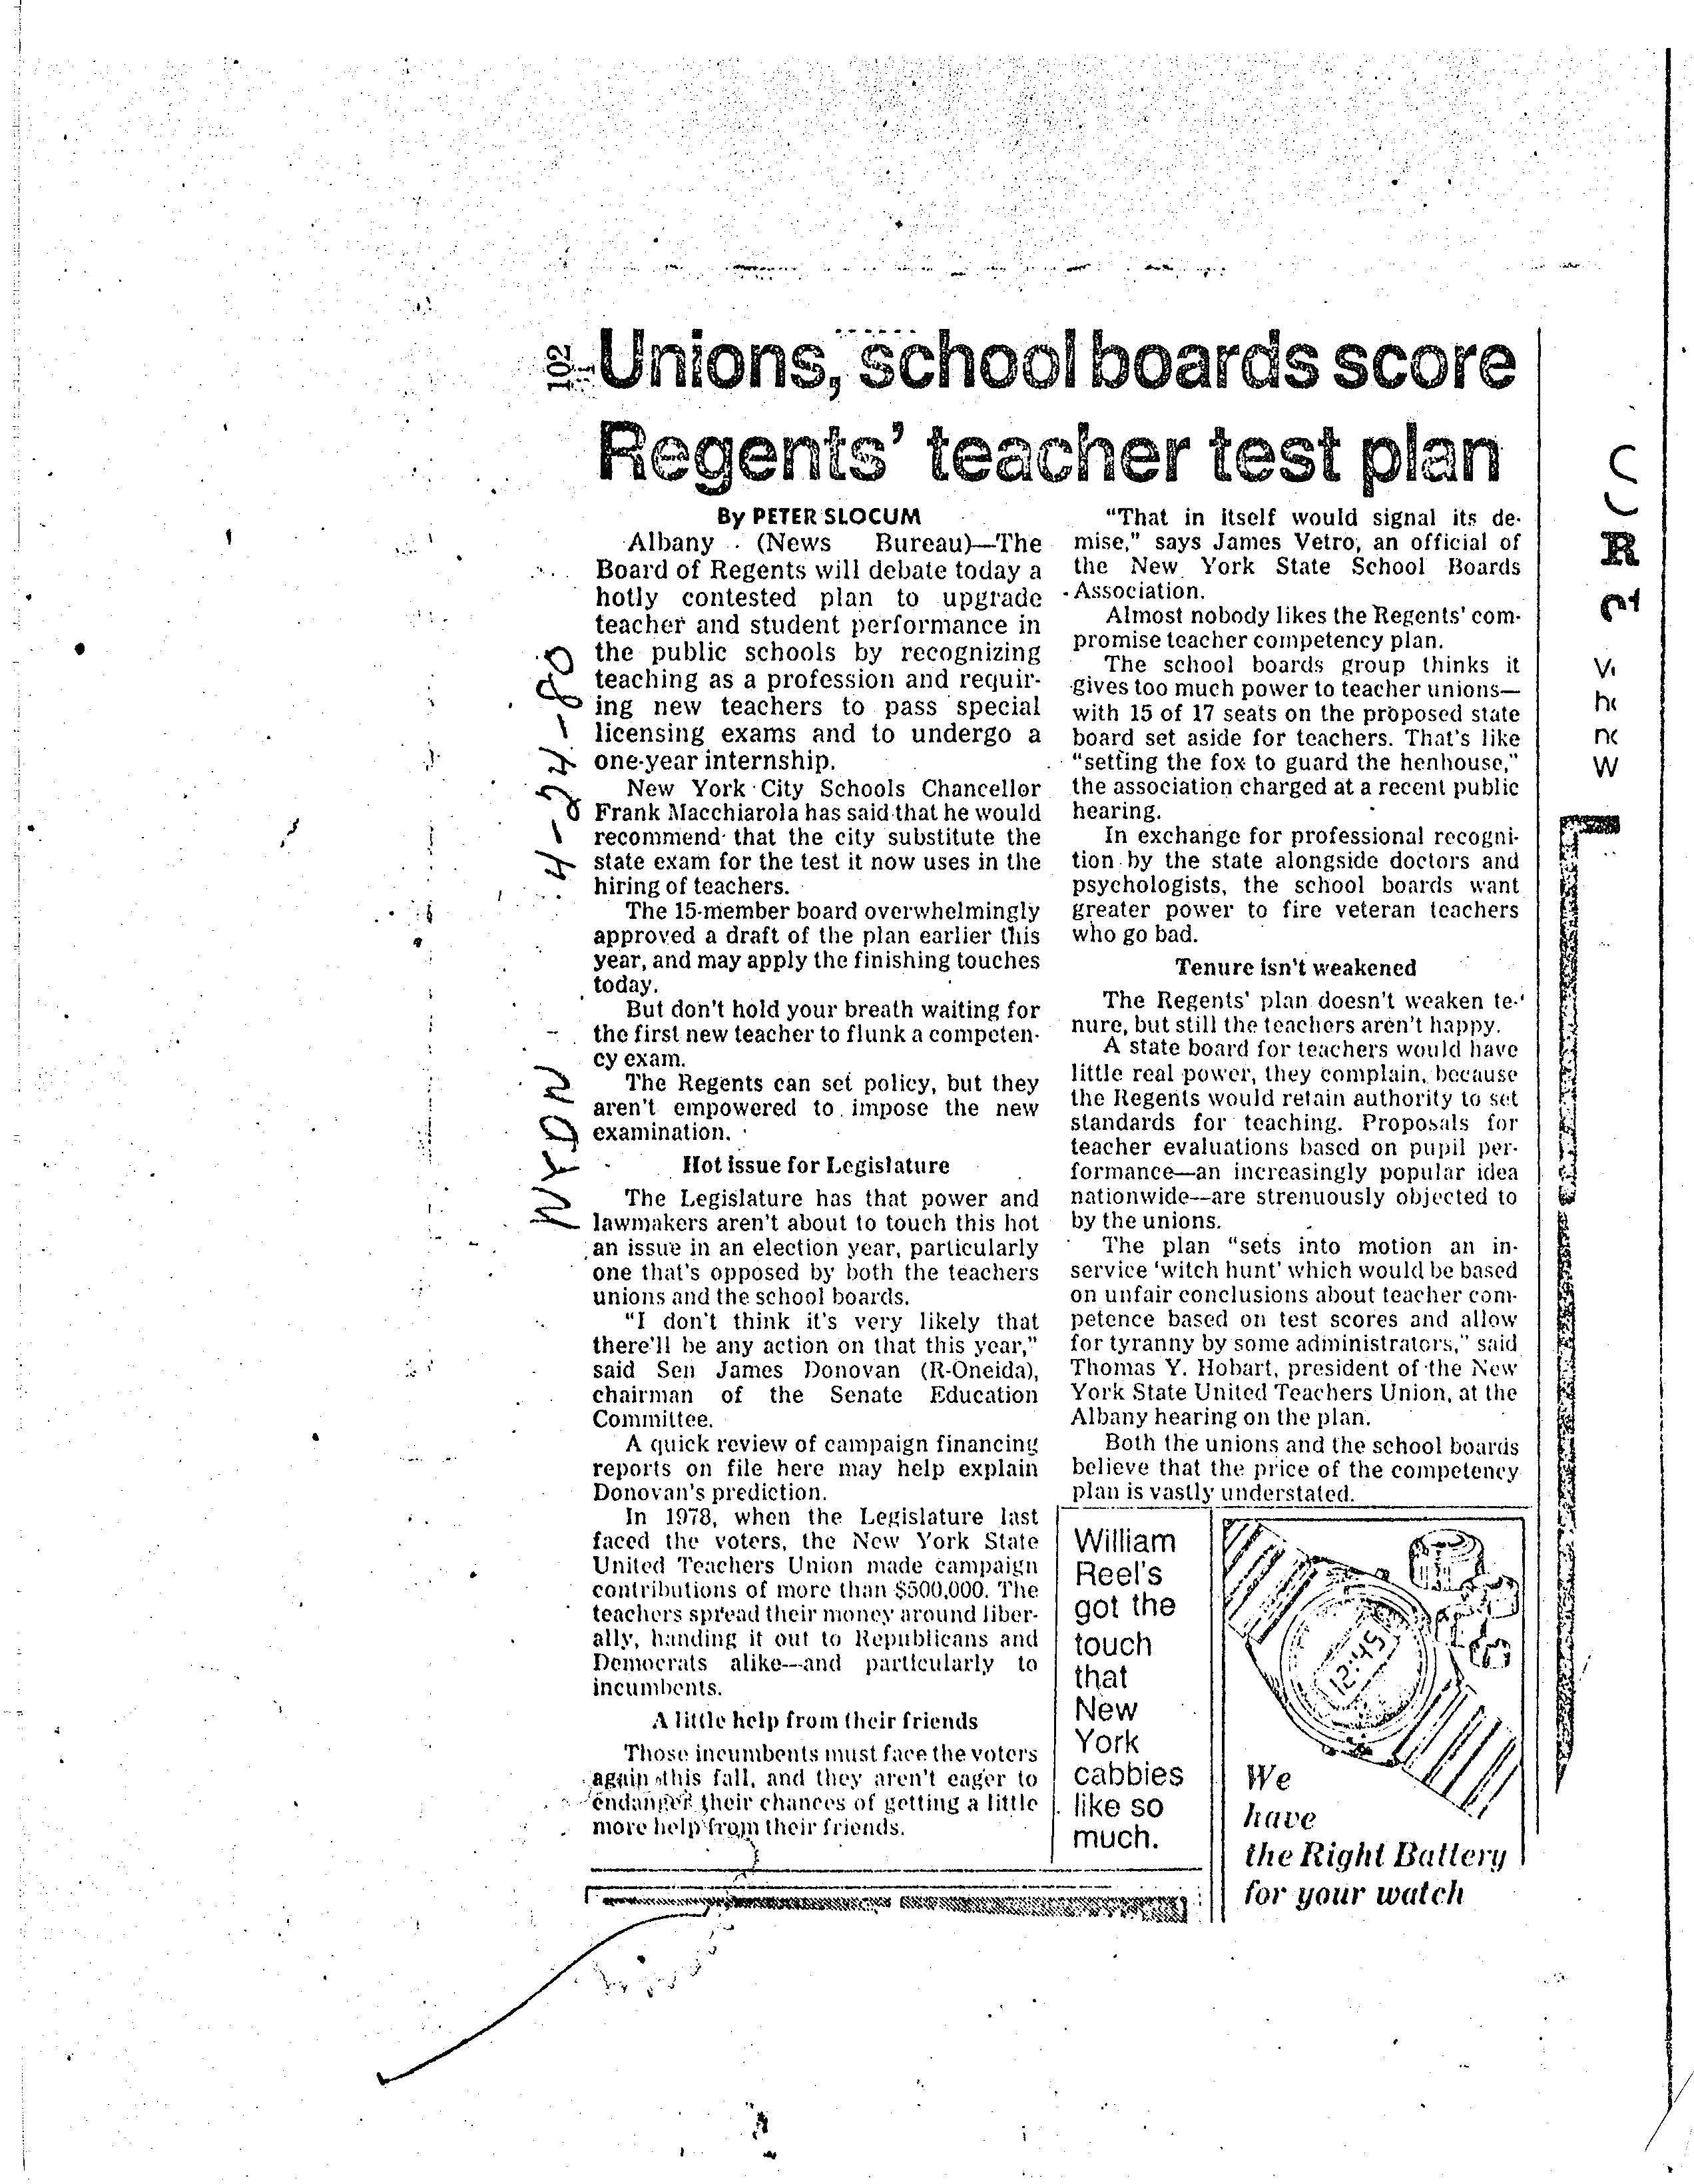 102
Unions, school boards score
Regents' teacher test plan
4-24-80
NYDN
By PETER SLOCUM
Albany (News Bureau)—The
Board of Regents will debate today a
hotly contested plan to upgrade
teacher and student performance in
the public schools by recognizing
teaching as a profession and requir-
ing new teachers to pass special
licensing exams and to undergo a
one-year internship.
New York City Schools Chancellor
Frank Macchiarola has said that he would
recommend that the city substitute the
state exam for the test it now uses in the
hiring of teachers.
The 15-member board overwhelmingly
approved a draft of the plan earlier this
year, and may apply the finishing touches
today.
But don't hold your breath waiting for
the first new teacher to flunk a competen-
cy exam.
The Regents can set policy, but they
aren't empowered to impose the new
examination.
Hot issue for Legislature
The Legislature has that power and
lawmakers aren't about to touch this hot
an issue in an election year, particularly
one that's opposed by both the teachers
unions and the school boards.
"I don't think it's very likely that
there'll be any action on that this year,"
said Sen James Donovan (R-Oneida),
chairman of the Senate Education
Committee.
A quick review of campaign financing
reports on file here may help explain
Donovan's prediction.
In 1978, when the Legislature last
faced the voters, the New York State
United Teachers Union made campaign
contributions of more than $500,000. The
teachers spread their money around liber-
ally, handing it out to Republicans and
Democrats alike—and particularly to
incumbents.
A little help from their friends
Those incumbents must face the voters
again this fall, and they aren't eager to
endanger their chances of getting a little
more help from their friends.
"That in itself would signal its de-
mise," says James Vetro, an official of
the New York State School Boards
Association.
Almost nobody likes the Regents' com-
promise teacher competency plan.
The school boards group thinks it
gives too much power to teacher unions—
with 15 of 17 seats on the proposed state
board set aside for teachers. That's like
"setting the fox to guard the henhouse,"
the association charged at a recent public
hearing.
In exchange for professional recogni-
tion by the state alongside doctors and
psychologists, the school boards want
greater power to fire veteran teachers
who go bad.
Tenure isn't weakened
The Regents' plan doesn't weaken te-
nure, but still the teachers aren't happy.
A state board for teachers would have
little real power, they complain, because
the Regents would retain authority to set
standards for teaching. Proposals for
teacher evaluations based on pupil per-
formance—an increasingly popular idea
nationwide—are strenuously objected to
by the unions.
The plan "sets into motion an in-
service 'witch hunt' which would be based
on unfair conclusions about teacher com-
petence based on test scores and allow
for tyranny by some administrators," said
Thomas Y. Hobart, president of the New
York State United Teachers Union, at the
Albany hearing on the plan.
Both the unions and the school boards
believe that the price of the competency
plan is vastly understated.
William
Reel's
got the
touch
that
New
York
cabbies
like so
much.
12:45
We
have
the Right Battery
for your watch
R
W